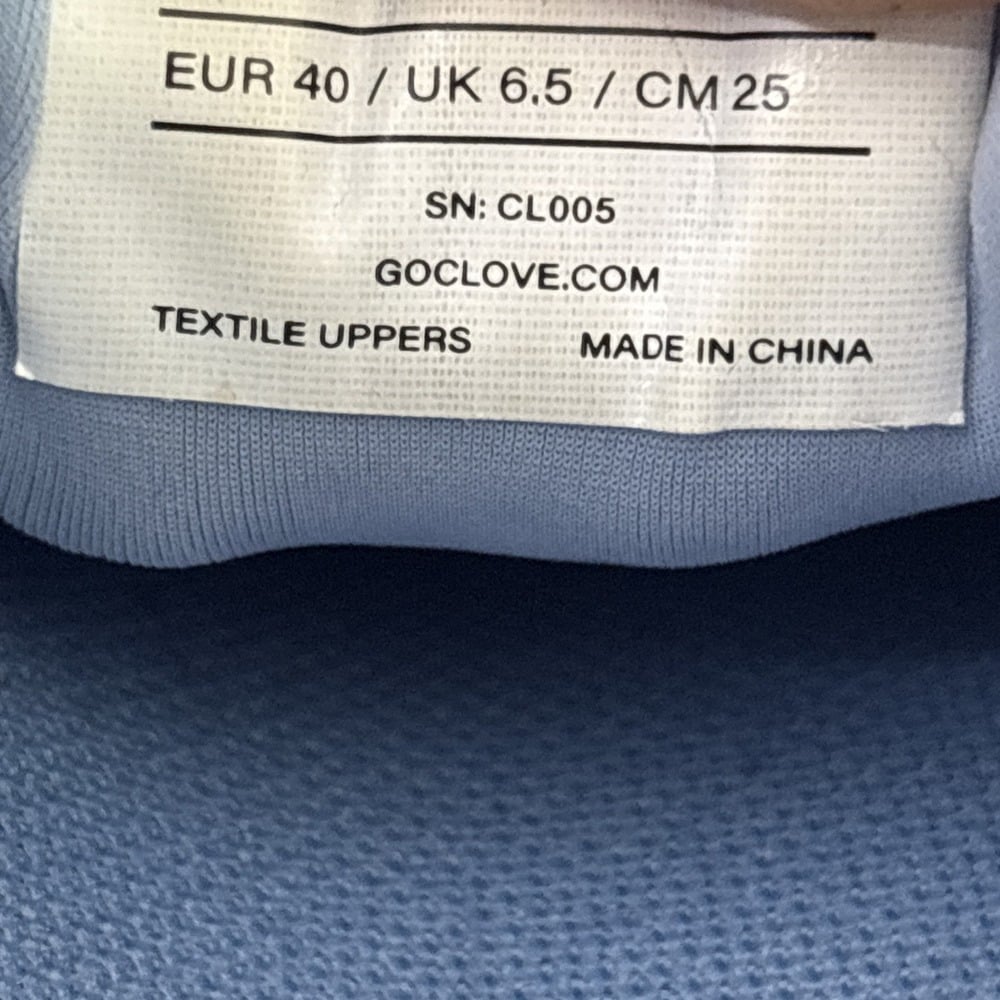 EUR 40 / UK 6.5 / CM 25
SN: CL005
GOCLOVE.COM
TEXTILE UPPERS MADE IN CHINA